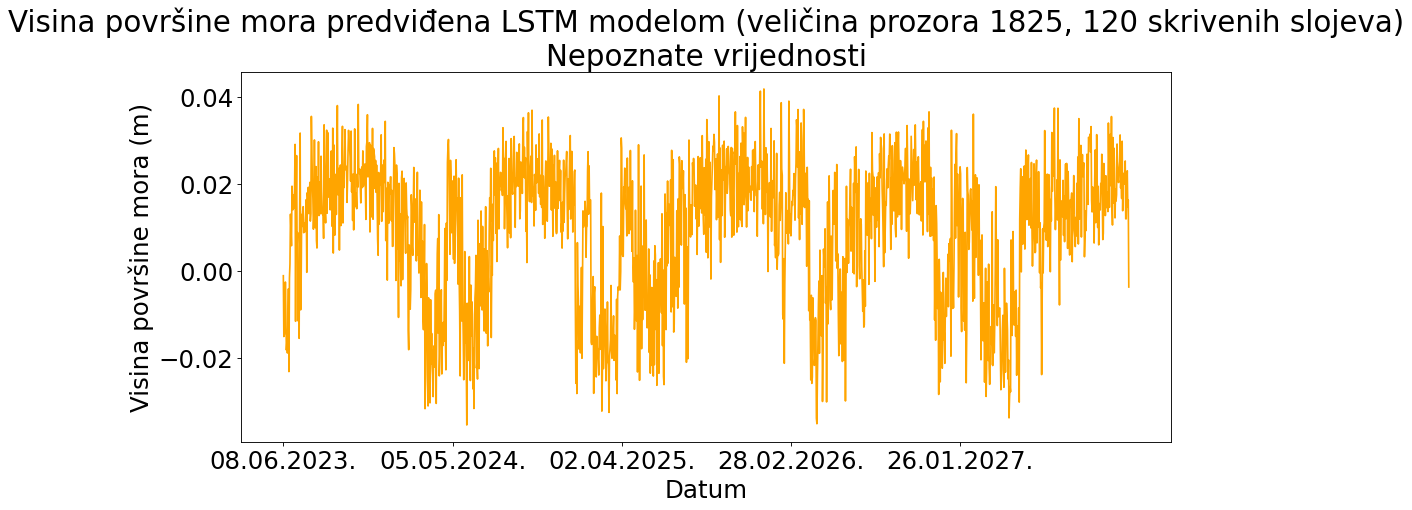 Visina površine mora predviđena LSTM modelom (veličina prozora 1825, 120 skrivenih slojeva)
Nepoznate vrijednosti
Visina površine mora (m)
0.04
0.02
0.00
−0.02
08.06.2023. 05.05.2024. 02.04.2025. 28.02.2026. 26.01.2027.
Datum